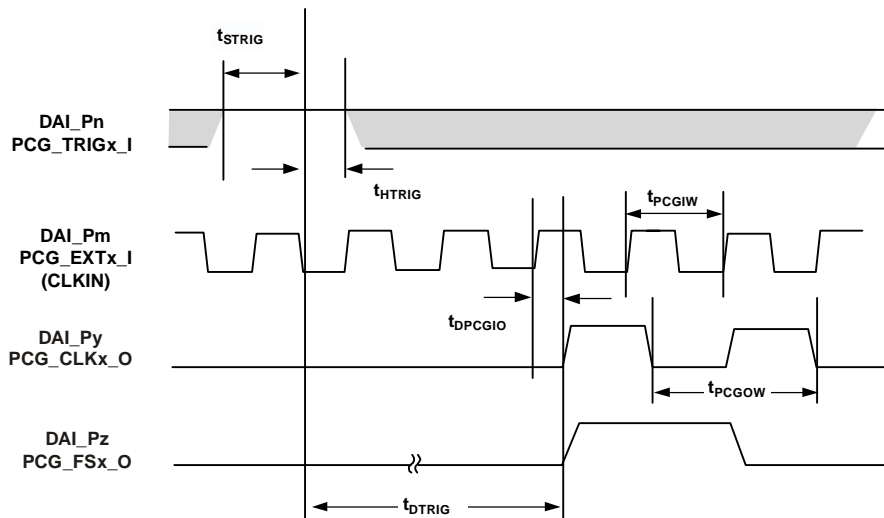 tSTRIG
DAI_Pn
PCG_TRIGx_I
tHTRIG
tPCGIW
DAI_Pm
PCG_EXTx_I
(CLKIN)
tDPCGIO
DAI_Py
PCG_CLKx_O
tPCGOW
DAI_Pz
PCG_FSx_O
tDTRIG